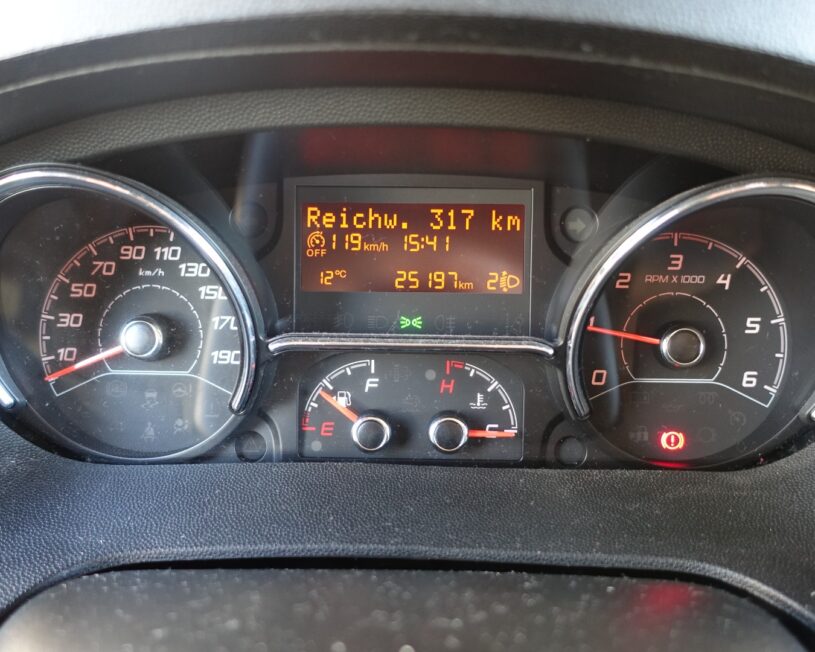 Reichw. 317 km
OFF 119 km/h 15:41
12°C 25197 km 2
10 30 50 70 90 110 130 150 170 190
km/h
0 1 2 3 4 5 6
RPM X 1000
E F
H C